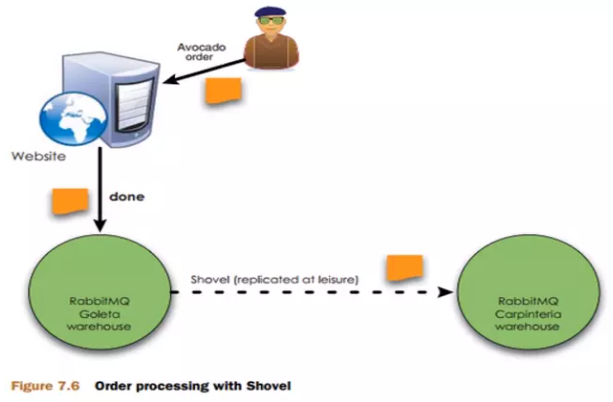 Avocado
order
Website
done
Shovel (replicated at leisure)
RabbitMQ
Goleta
warehouse
RabbitMQ
Carpinteria
warehouse
Figure 7.6 Order processing with Shovel